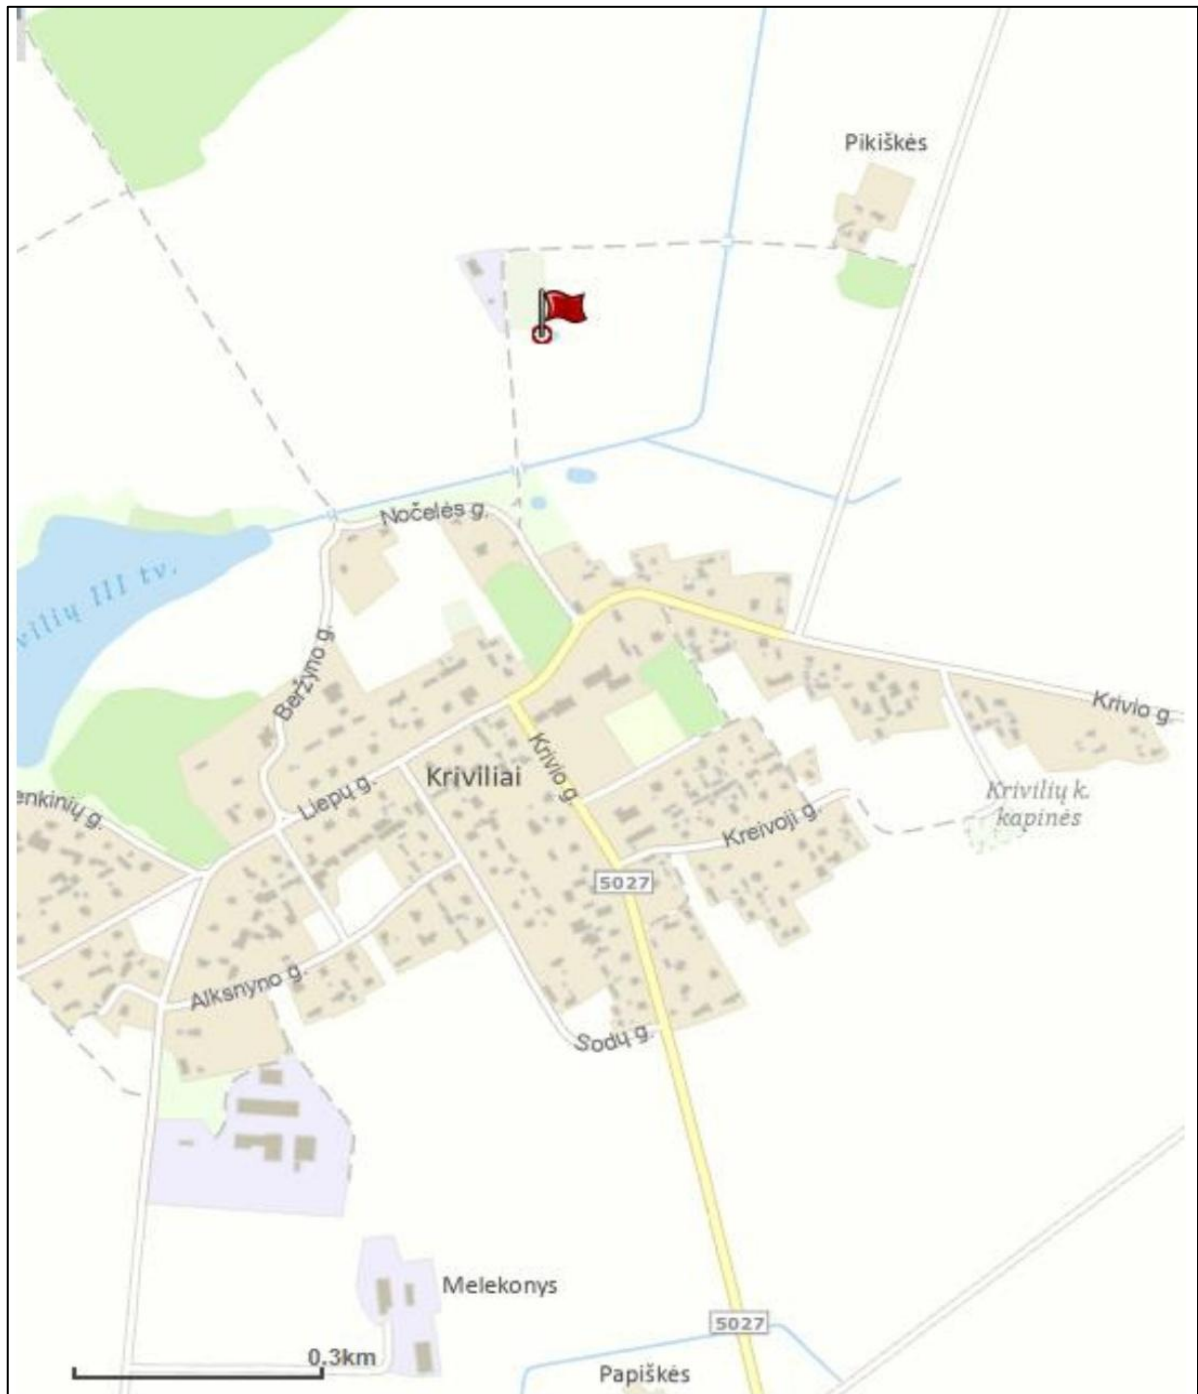 Pikiškės
Nočelės g.
vilių III tv.
Beržyno g.
Krivio g
Krivio g
Liepų g.
Kriviliai
Krivilių k.
kapinės
enkinių g.
Kreivoji g.
5027
Alksnyno g.
Sodų g.
Melekonys
5027
0.3km
Papiškės